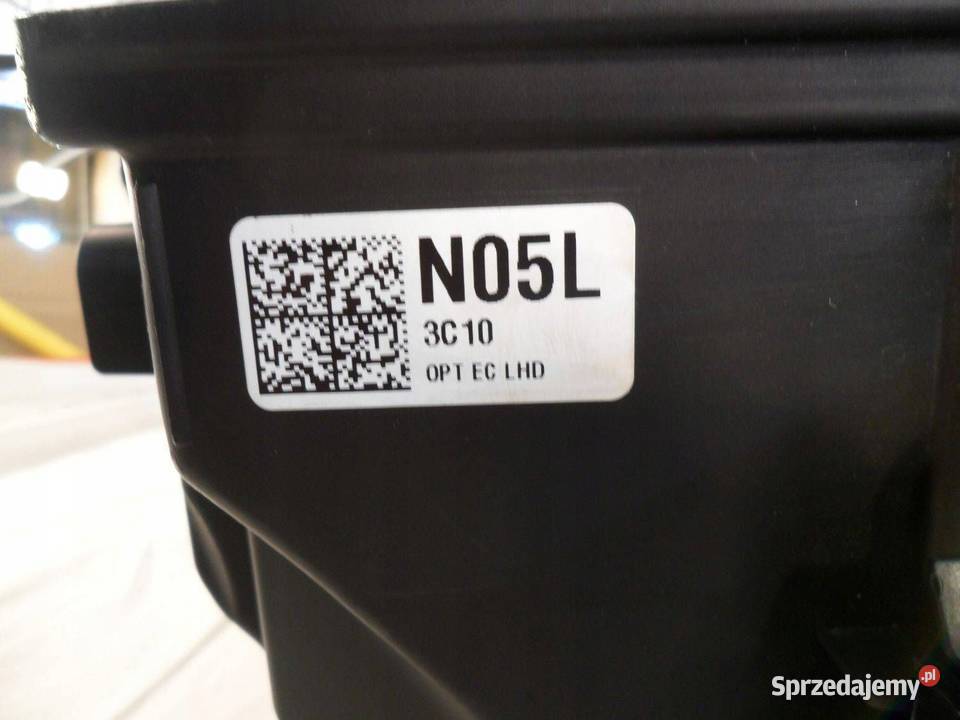 N05L
3C10
OPT EC LHD
Sprzedajemy.pl